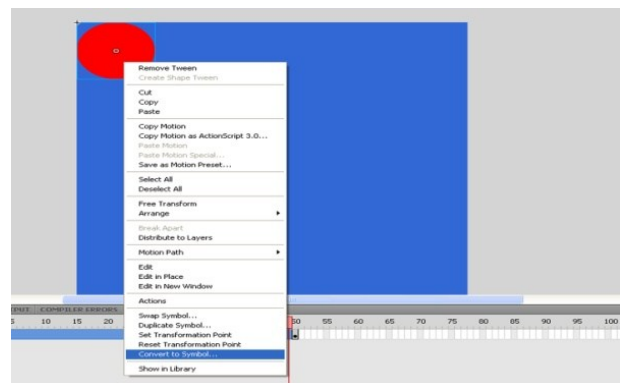 Remove Tween
Create Shape Tween
Cut
Copy
Paste
Copy Motion
Copy Motion as ActionScript 3.0...
Paste Motion
Paste Motion Special...
Save as Motion Preset...
Select All
Deselect All
Free Transform
Arrange
Break Apart
Distribute to Layers
Motion Path
Edit
Edit in Place
Edit in New Window
Actions
PUT COMPILER ERRORS
5 10 15 20 50 55 60 65 70 75 80 85 90 95 100
Swap Symbol...
Duplicate Symbol...
Set Transformation Point
Reset Transformation Point
Convert to Symbol...
Show in Library